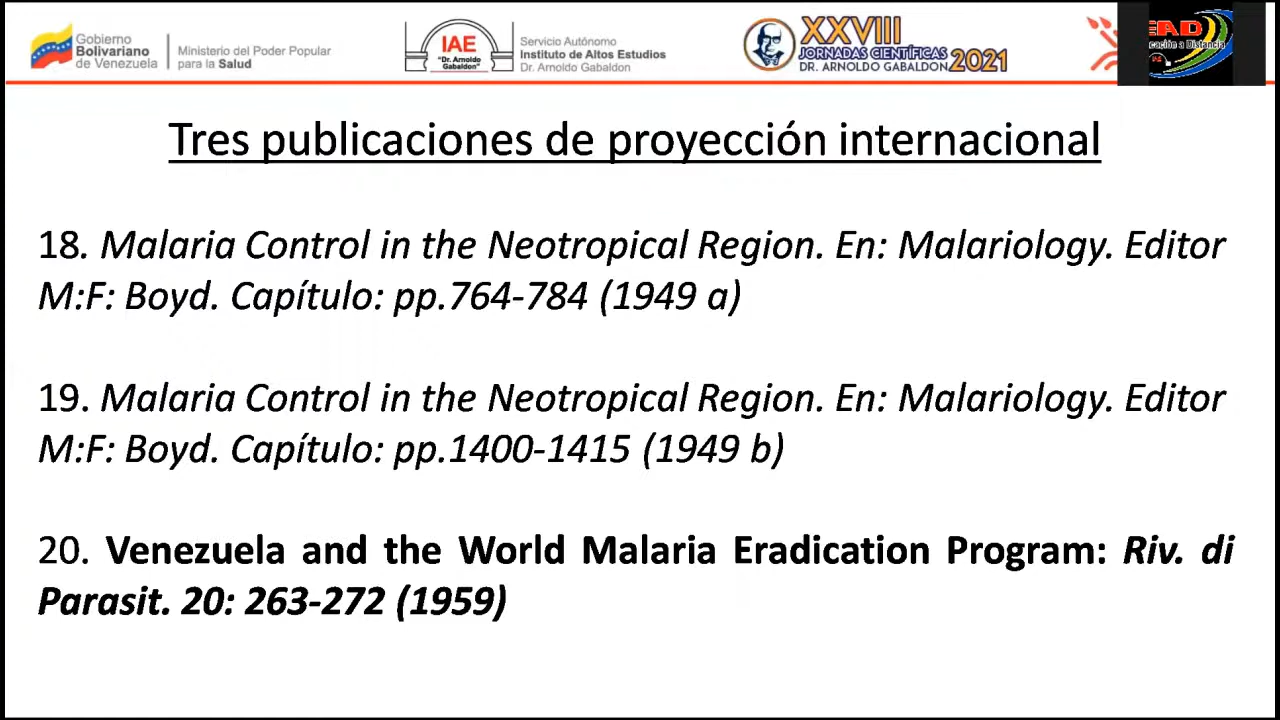 Gobierno
Bolivariano
de Venezuela
Ministerio del Poder Popular
para la Salud
IAE
"Dr. Arnoldo
Gabaldon"
Servicio Autónomo
Instituto de Altos Estudios
Dr. Arnoldo Gabaldon
XXVIII
JORNADAS CIENTÍFICAS
DR. ARNOLDO GABALDON
2021
EAD
cación a Distancia
Tres publicaciones de proyección internacional
18. Malaria Control in the Neotropical Region. En: Malariology. Editor
M:F: Boyd. Capítulo: pp.764-784 (1949 a)
19. Malaria Control in the Neotropical Region. En: Malariology. Editor
M:F: Boyd. Capítulo: pp.1400-1415 (1949 b)
20. Venezuela and the World Malaria Eradication Program: Riv. di
Parasit. 20: 263-272 (1959)